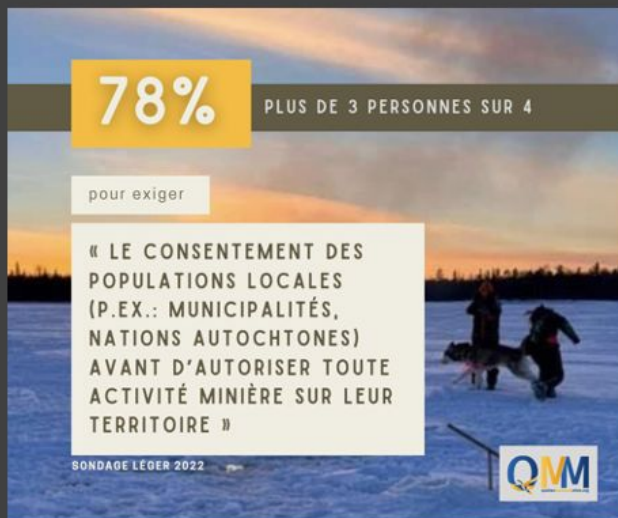 78%
PLUS DE 3 PERSONNES SUR 4
pour exiger
« LE CONSENTEMENT DES
POPULATIONS LOCALES
(P.EX.: MUNICIPALITÉS,
NATIONS AUTOCHTONES)
AVANT D'AUTORISER TOUTE
ACTIVITÉ MINIÈRE SUR LEUR
TERRITOIRE »
SONDAGE LÉGER 2022
QMM